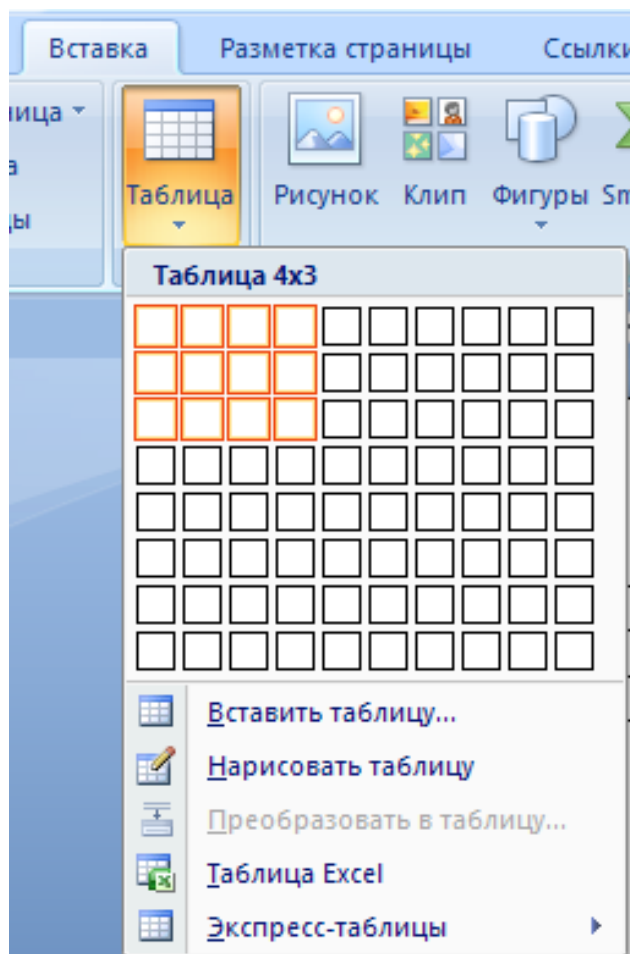 Вставка Разметка страницы Ссылки
Таблица Рисунок Клип Фигуры
Таблица 4x3
Вставить таблицу...
Нарисовать таблицу
Преобразовать в таблицу...
Таблица Excel
Экспресс-таблицы